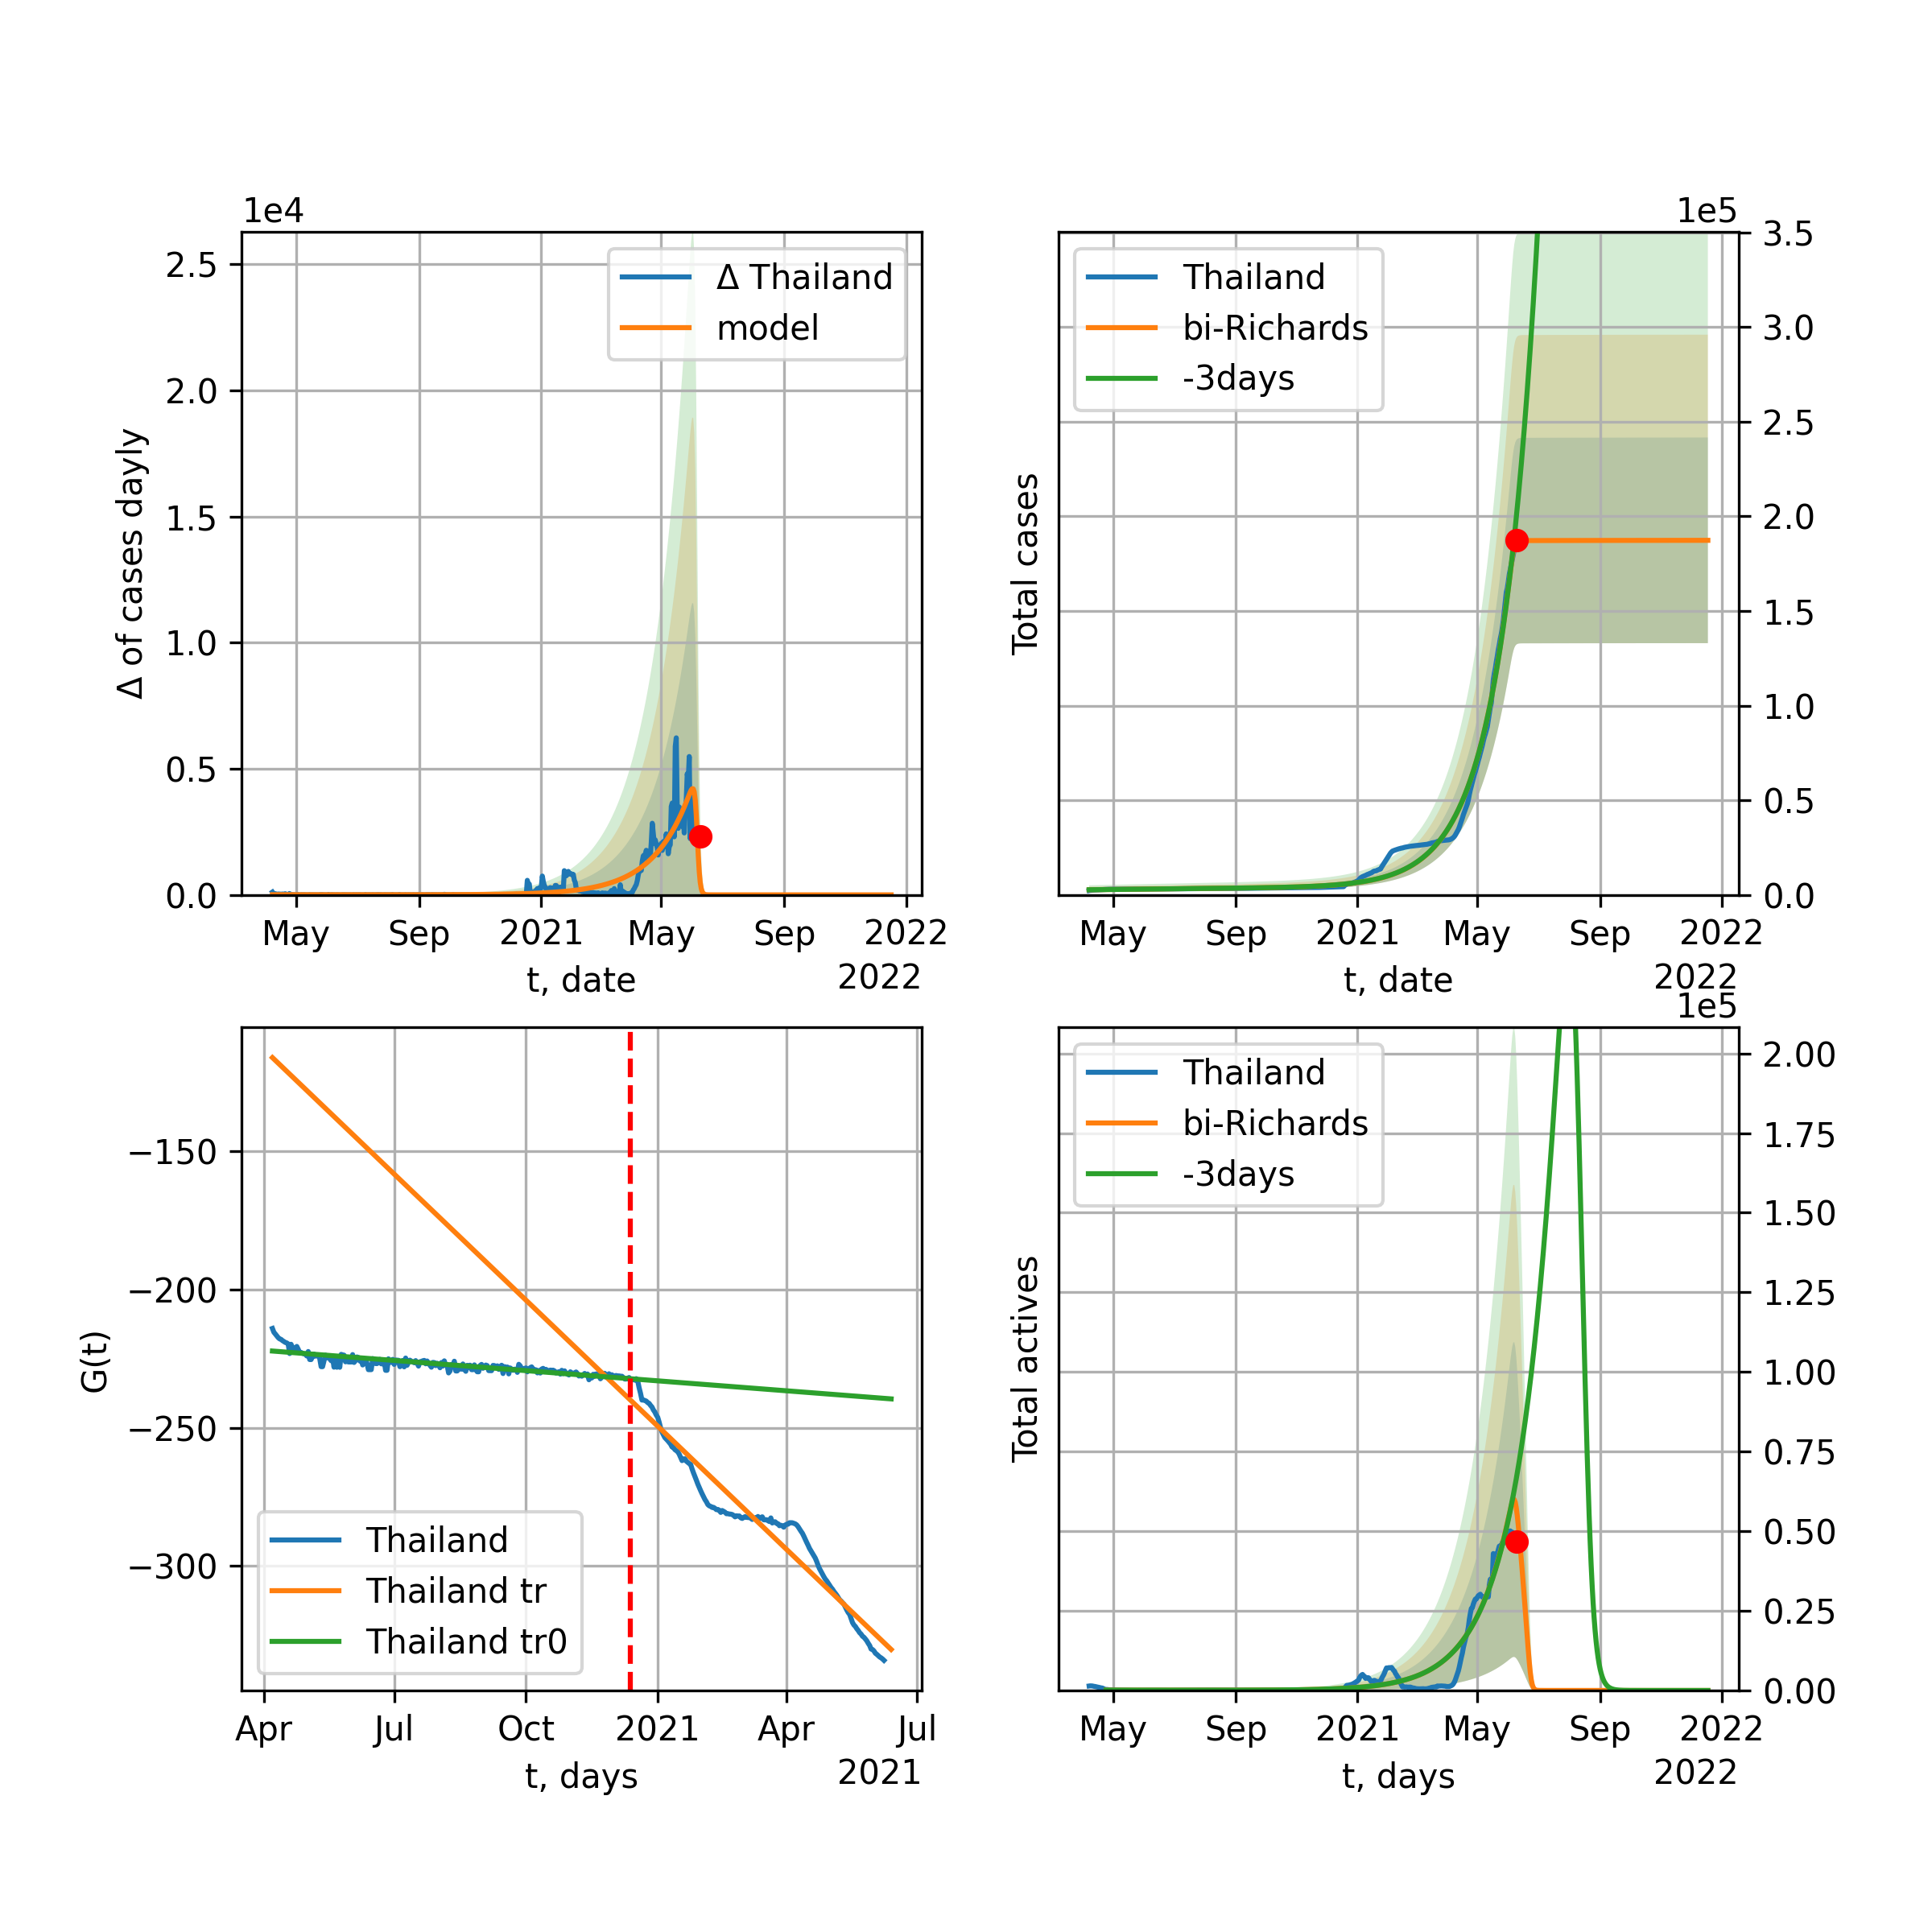 1e4
2.5
2.0
1.5
1.0
0.5
0.0
Δ of cases dayly
Δ Thailand
model
May Sep 2021 May Sep 2022
t, date
2022
1e5
3.5
3.0
2.5
2.0
1.5
1.0
0.5
0.0
Total cases
Thailand
bi-Richards
-3days
May Sep 2021 May Sep 2022
t, date
2022
−150
−200
−250
−300
G(t)
Thailand
Thailand tr
Thailand tr0
Apr Jul Oct 2021 Apr Jul
t, days
2021
1e5
2.00
1.75
1.50
1.25
1.00
0.75
0.50
0.25
0.00
Total actives
Thailand
bi-Richards
-3days
May Sep 2021 May Sep 2022
t, days
2022